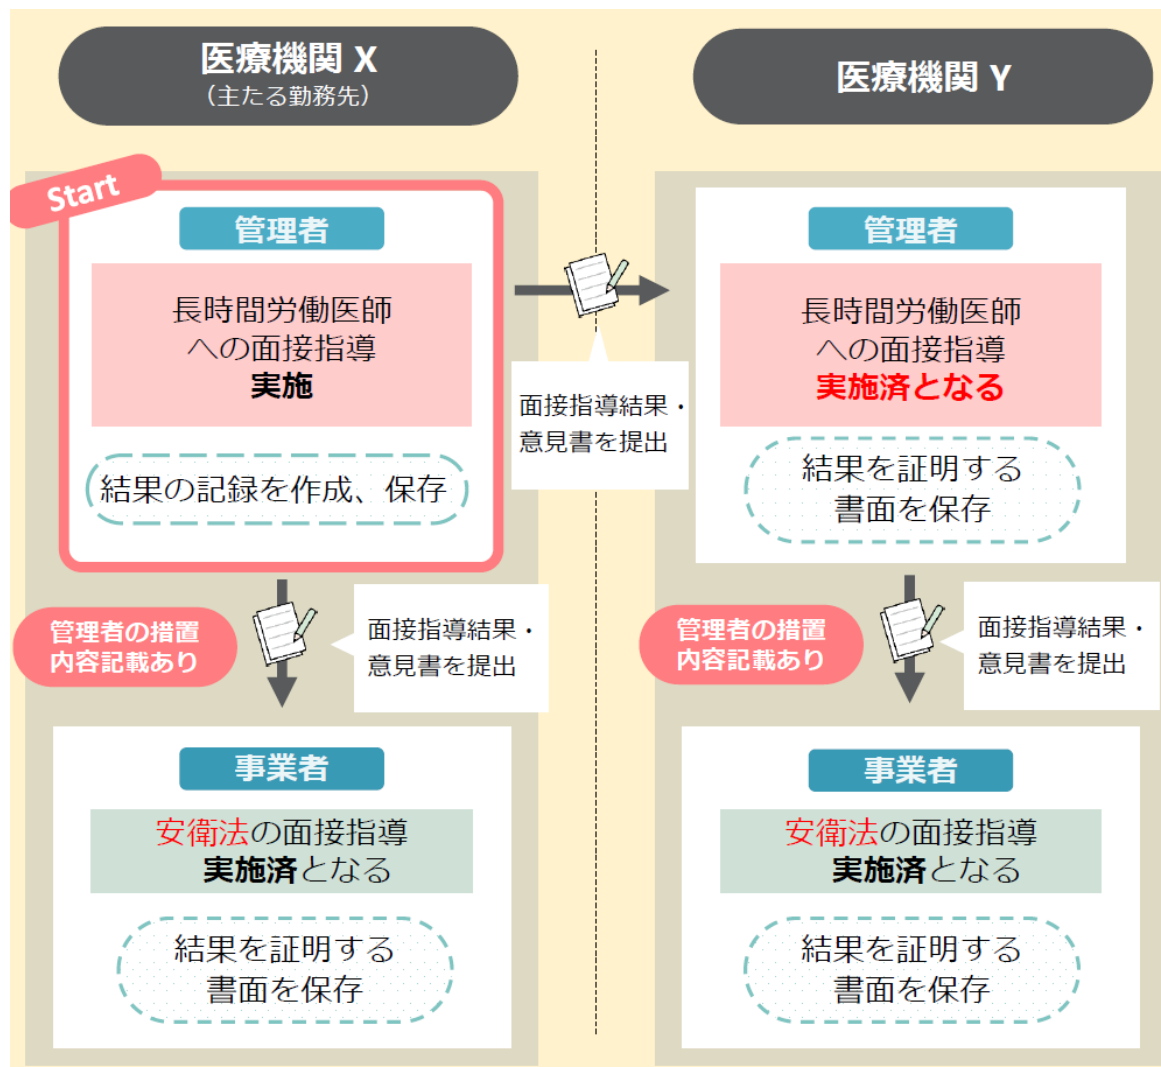 医療機関 X
（主たる勤務先）
医療機関 Y
Start
管理者
長時間労働医師
への面接指導
実施
結果の記録を作成、保存
面接指導結果・
意見書を提出
管理者
長時間労働医師
への面接指導
実施済となる
結果を証明する
書面を保存
管理者の措置
内容記載あり
面接指導結果・
意見書を提出
管理者の措置
内容記載あり
面接指導結果・
意見書を提出
事業者
安衛法の面接指導
実施済となる
結果を証明する
書面を保存
事業者
安衛法の面接指導
実施済となる
結果を証明する
書面を保存